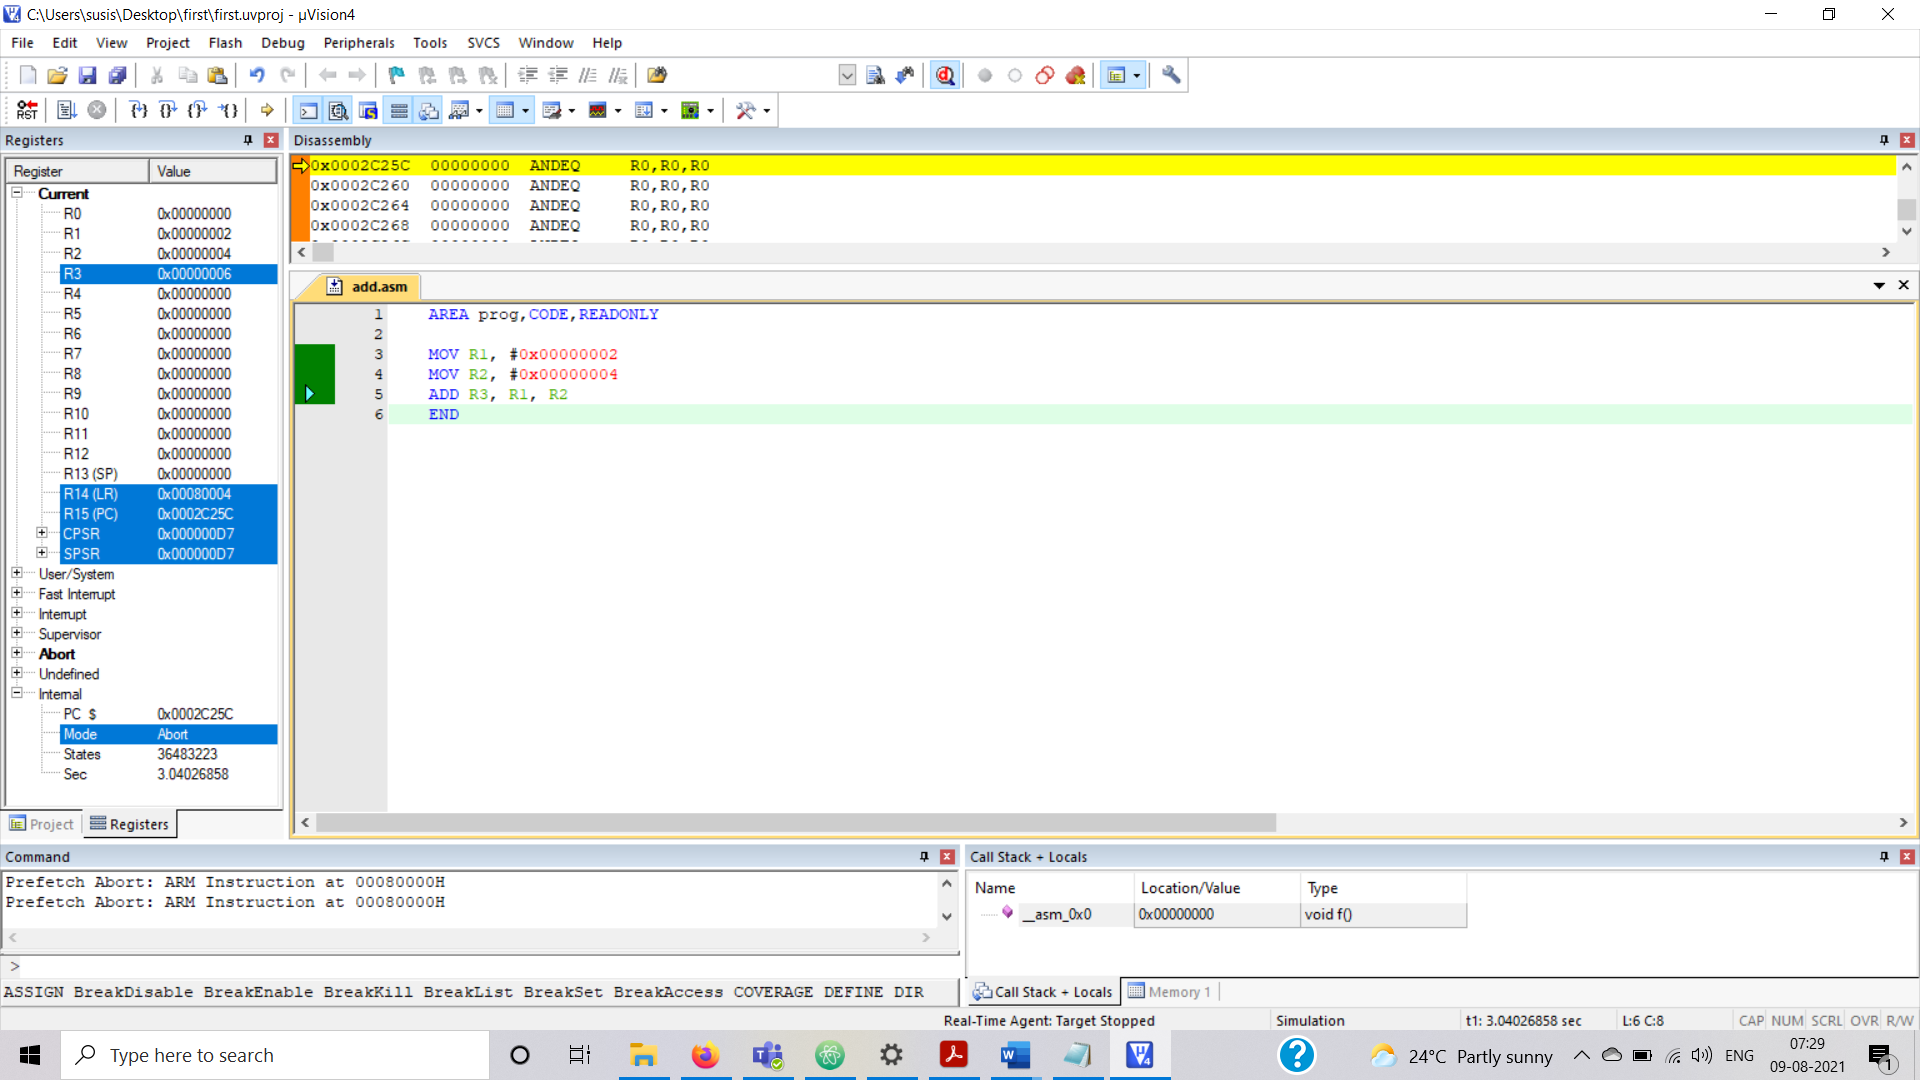 C:\Users\susis\Desktop\first\first.uvproj - µVision4
File Edit View Project Flash Debug Peripherals Tools SVCS Window Help
Registers
Register Value
Current
R0 0x00000000
R1 0x00000002
R2 0x00000004
R3 0x00000006
R4 0x00000000
R5 0x00000000
R6 0x00000000
R7 0x00000000
R8 0x00000000
R9 0x00000000
R10 0x00000000
R11 0x00000000
R12 0x00000000
R13 (SP) 0x00000000
R14 (LR) 0x00080004
R15 (PC) 0x0002C25C
CPSR 0x000000D7
SPSR 0x000000D7
User/System
Fast Interrupt
Interrupt
Supervisor
Abort
Undefined
Internal
PC $ 0x0002C25C
Mode Abort
States 36483223
Sec 3.04026858
Project Registers
Disassembly
0x0002C25C 00000000 ANDEQ R0,R0,R0
0x0002C260 00000000 ANDEQ R0,R0,R0
0x0002C264 00000000 ANDEQ R0,R0,R0
0x0002C268 00000000 ANDEQ R0,R0,R0
add.asm
1 AREA prog,CODE,READONLY
2
3 MOV R1, #0x00000002
4 MOV R2, #0x00000004
5 ADD R3, R1, R2
6 END
Command
Prefetch Abort: ARM Instruction at 00080000H
Prefetch Abort: ARM Instruction at 00080000H
>
ASSIGN BreakDisable BreakEnable BreakKill BreakList BreakSet BreakAccess COVERAGE DEFINE DIR
Call Stack + Locals
Name Location/Value Type
__asm_0x0 0x00000000 void f()
Call Stack + Locals Memory 1
Real-Time Agent: Target Stopped Simulation t1: 3.04026858 sec L:6 C:8 CAP NUM SCRL OVR R/W
Type here to search
24°C Partly sunny ENG 07:29
09-08-2021
1